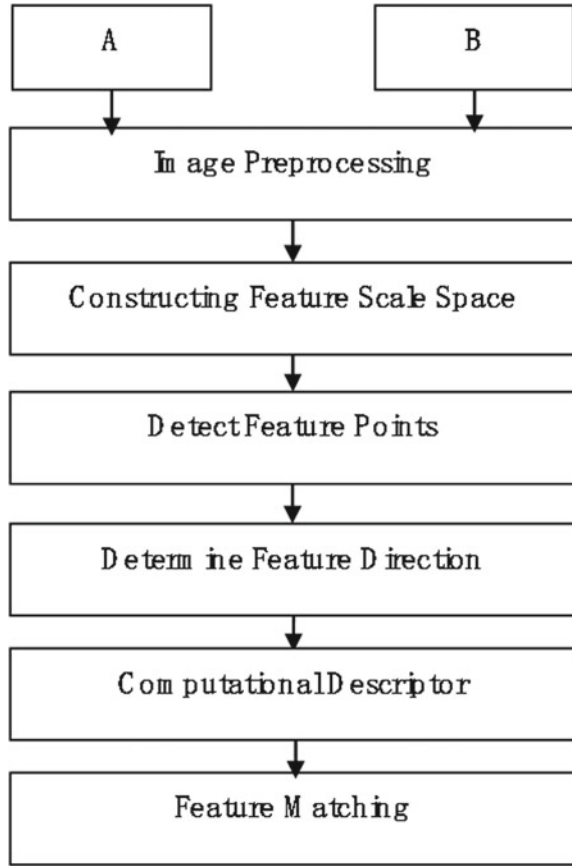 A
B
Image Preprocessing
Constructing Feature Scale Space
Detect Feature Points
Determine Feature Direction
Computational Descriptor
Feature Matching